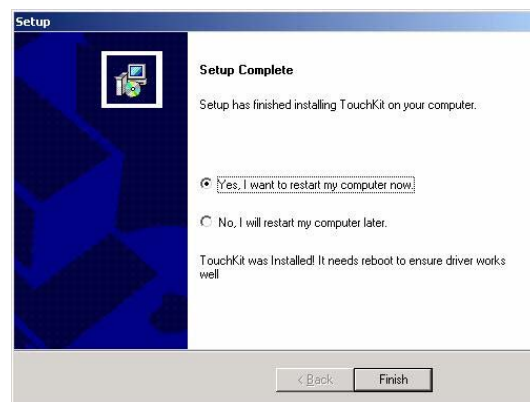 Setup
Setup Complete
Setup has finished installing TouchKit on your computer.
Yes, I want to restart my computer now.
No, I will restart my computer later.
TouchKit was Installed! It needs reboot to ensure driver works
well
< Back
Finish